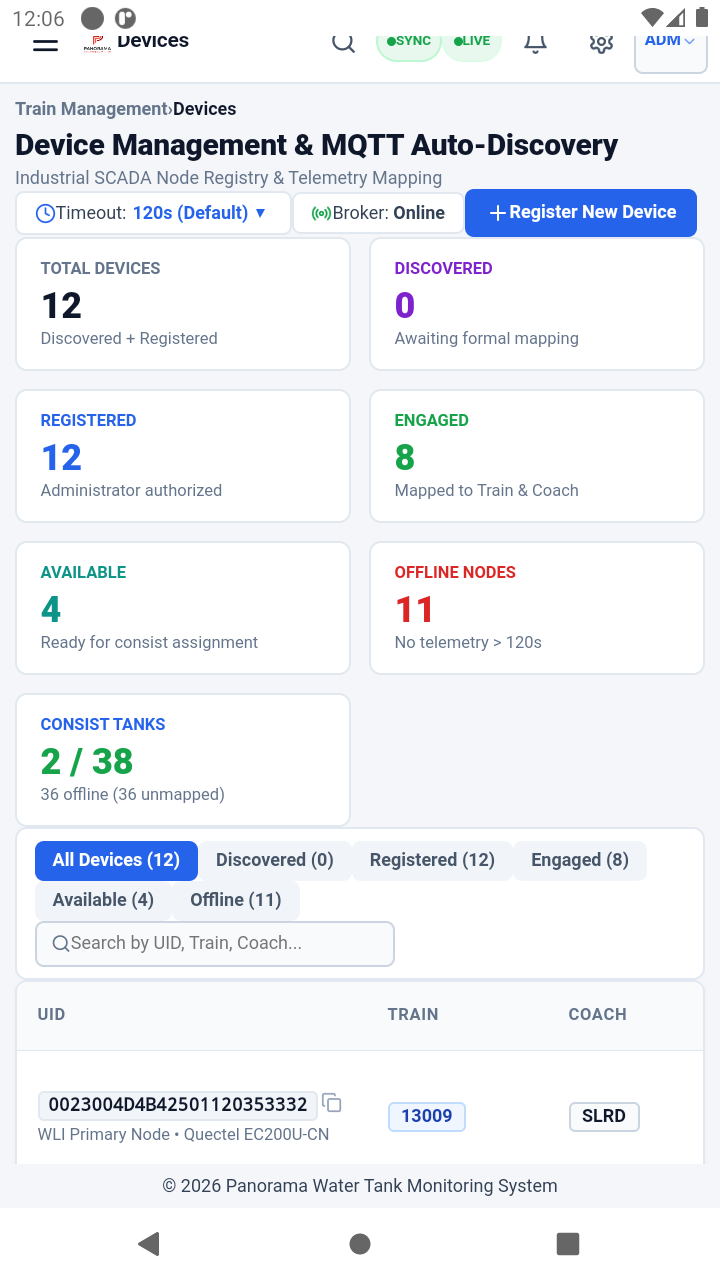 12:06
PANORAMA
Devices
SYNC
LIVE
ADM
Train Management›Devices
Device Management & MQTT Auto-Discovery
Industrial SCADA Node Registry & Telemetry Mapping
Timeout: 120s (Default) ▼
Broker: Online
Register New Device
TOTAL DEVICES
12
Discovered + Registered
DISCOVERED
0
Awaiting formal mapping
REGISTERED
12
Administrator authorized
ENGAGED
8
Mapped to Train & Coach
AVAILABLE
4
Ready for consist assignment
OFFLINE NODES
11
No telemetry > 120s
CONSIST TANKS
2 / 38
36 offline (36 unmapped)
All Devices (12) Discovered (0) Registered (12) Engaged (8)
Available (4) Offline (11)
Search by UID, Train, Coach...
UID TRAIN COACH
0023004D4B42501120353332
WLI Primary Node • Quectel EC200U-CN
13009
SLRD
© 2026 Panorama Water Tank Monitoring System